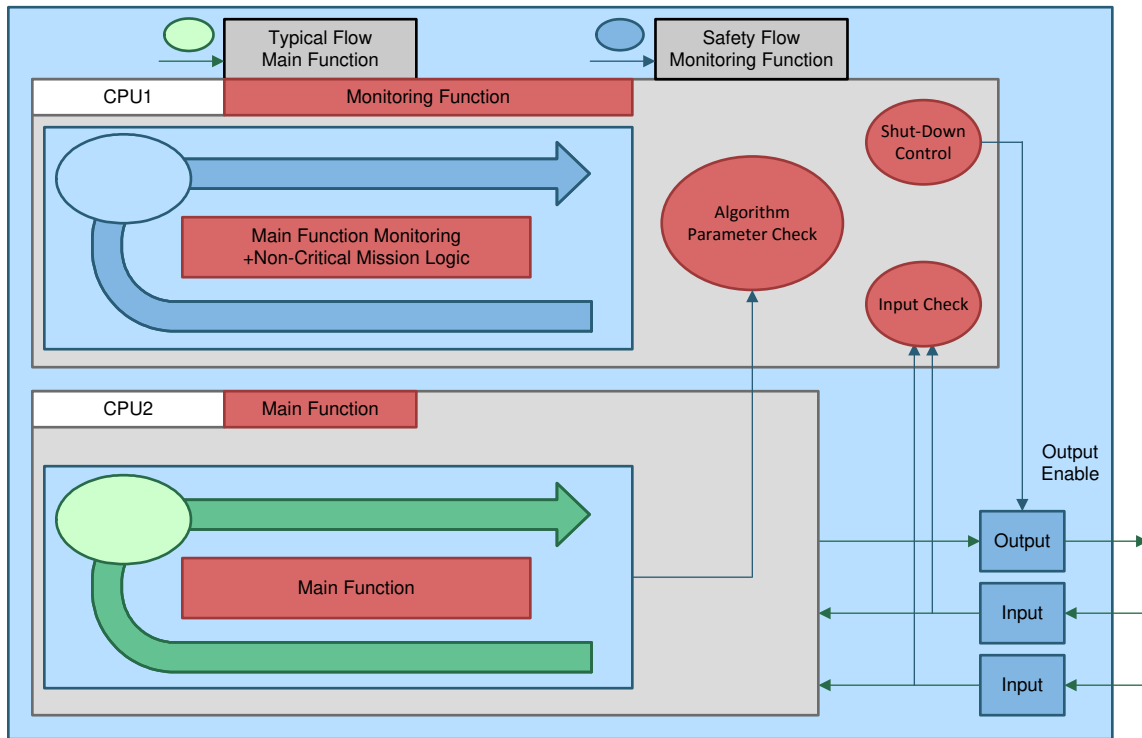 Typical Flow
Main Function
Safety Flow
Monitoring Function
CPU1
Monitoring Function
Shut-Down
Control
Algorithm
Parameter Check
Main Function Monitoring
+Non-Critical Mission Logic
Input Check
CPU2
Main Function
Output
Enable
Output
Main Function
Input
Input